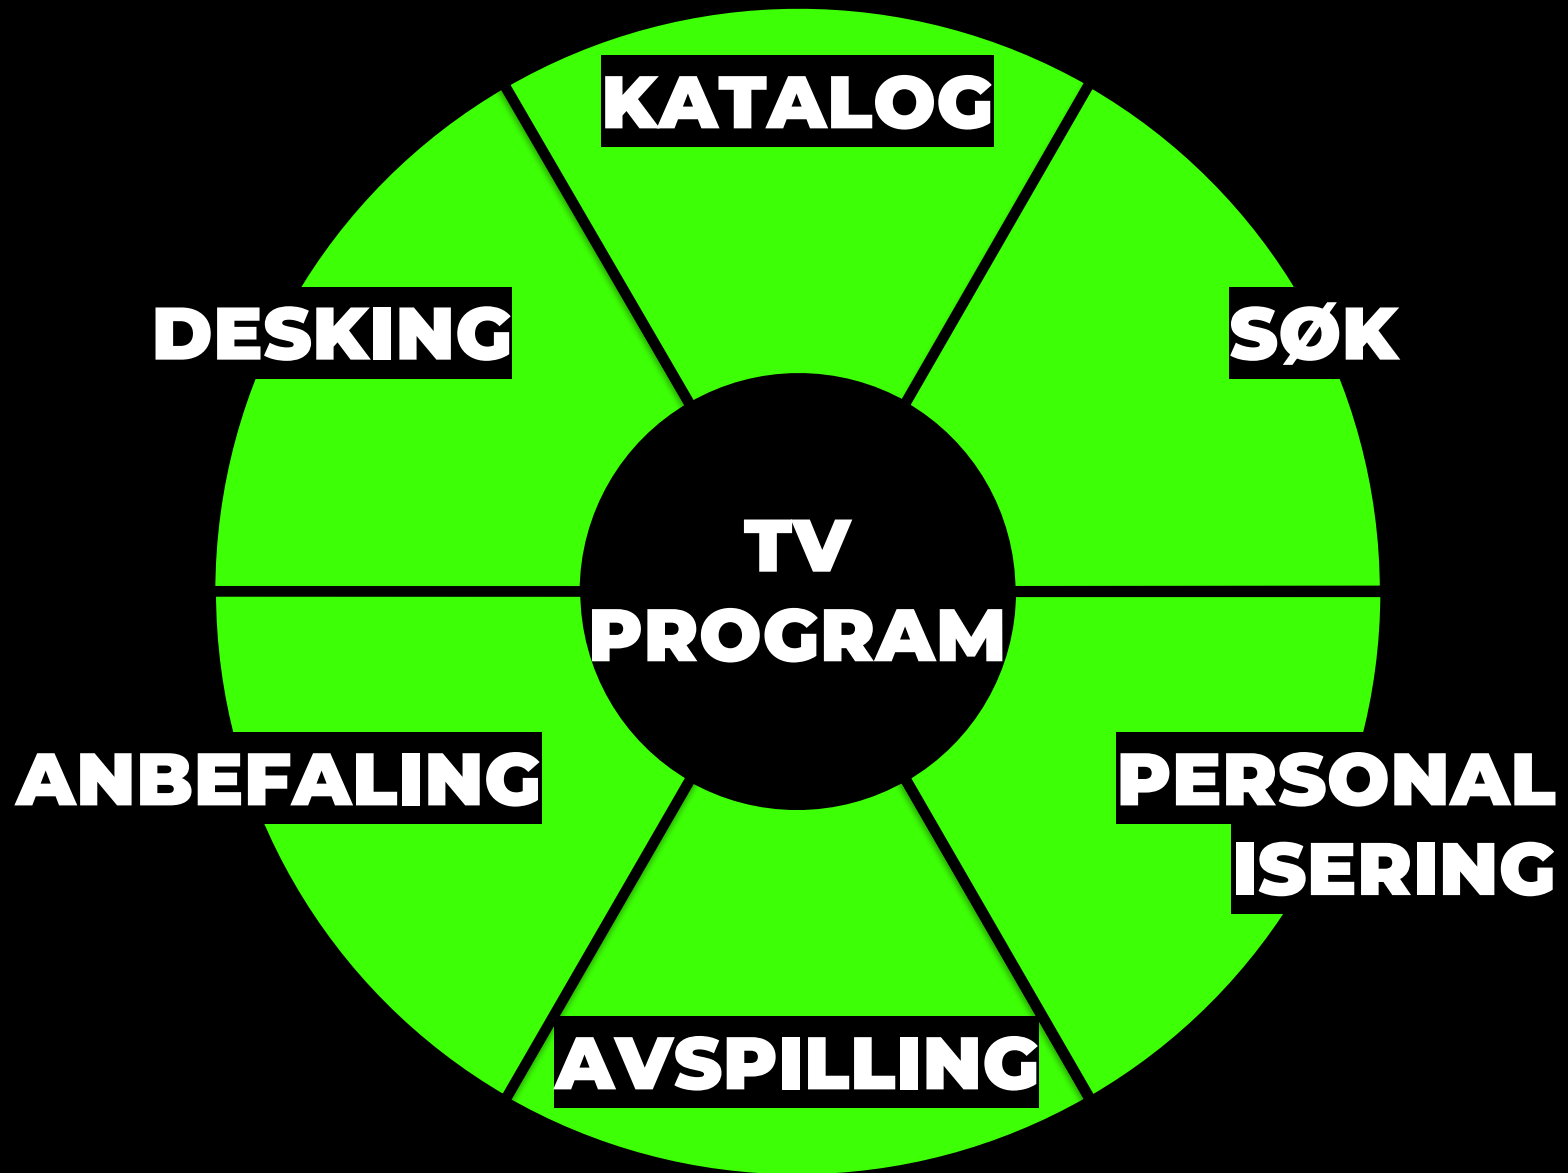 KATALOG
DESKING
SØK
TV
PROGRAM
ANBEFALING
PERSONAL
ISERING
AVSPILLING